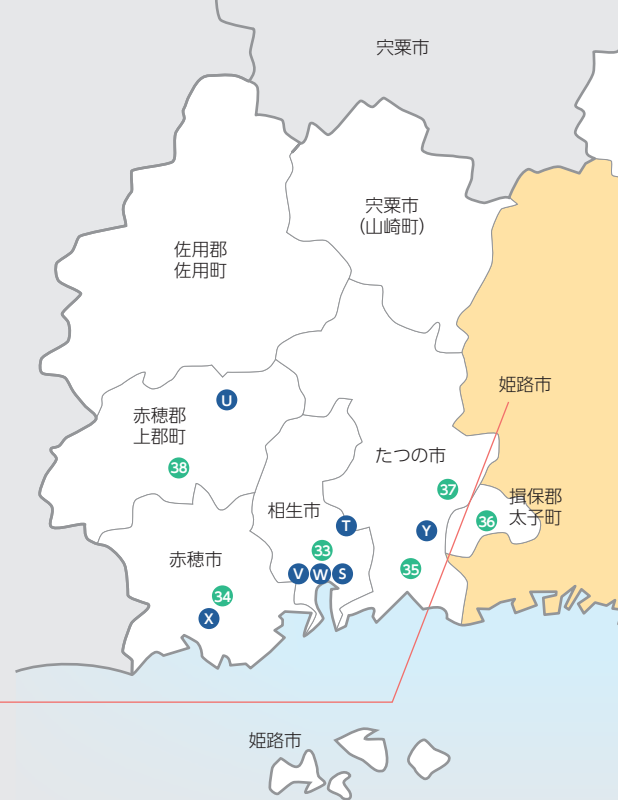 宍粟市
宍粟市
(山崎町)
佐用郡
佐用町
姫路市
U
赤穂郡
上郡町
38
たつの市
37
揖保郡
太子町
36
相生市
T
Y
33
V
W
S
35
赤穂市
34
X
姫路市